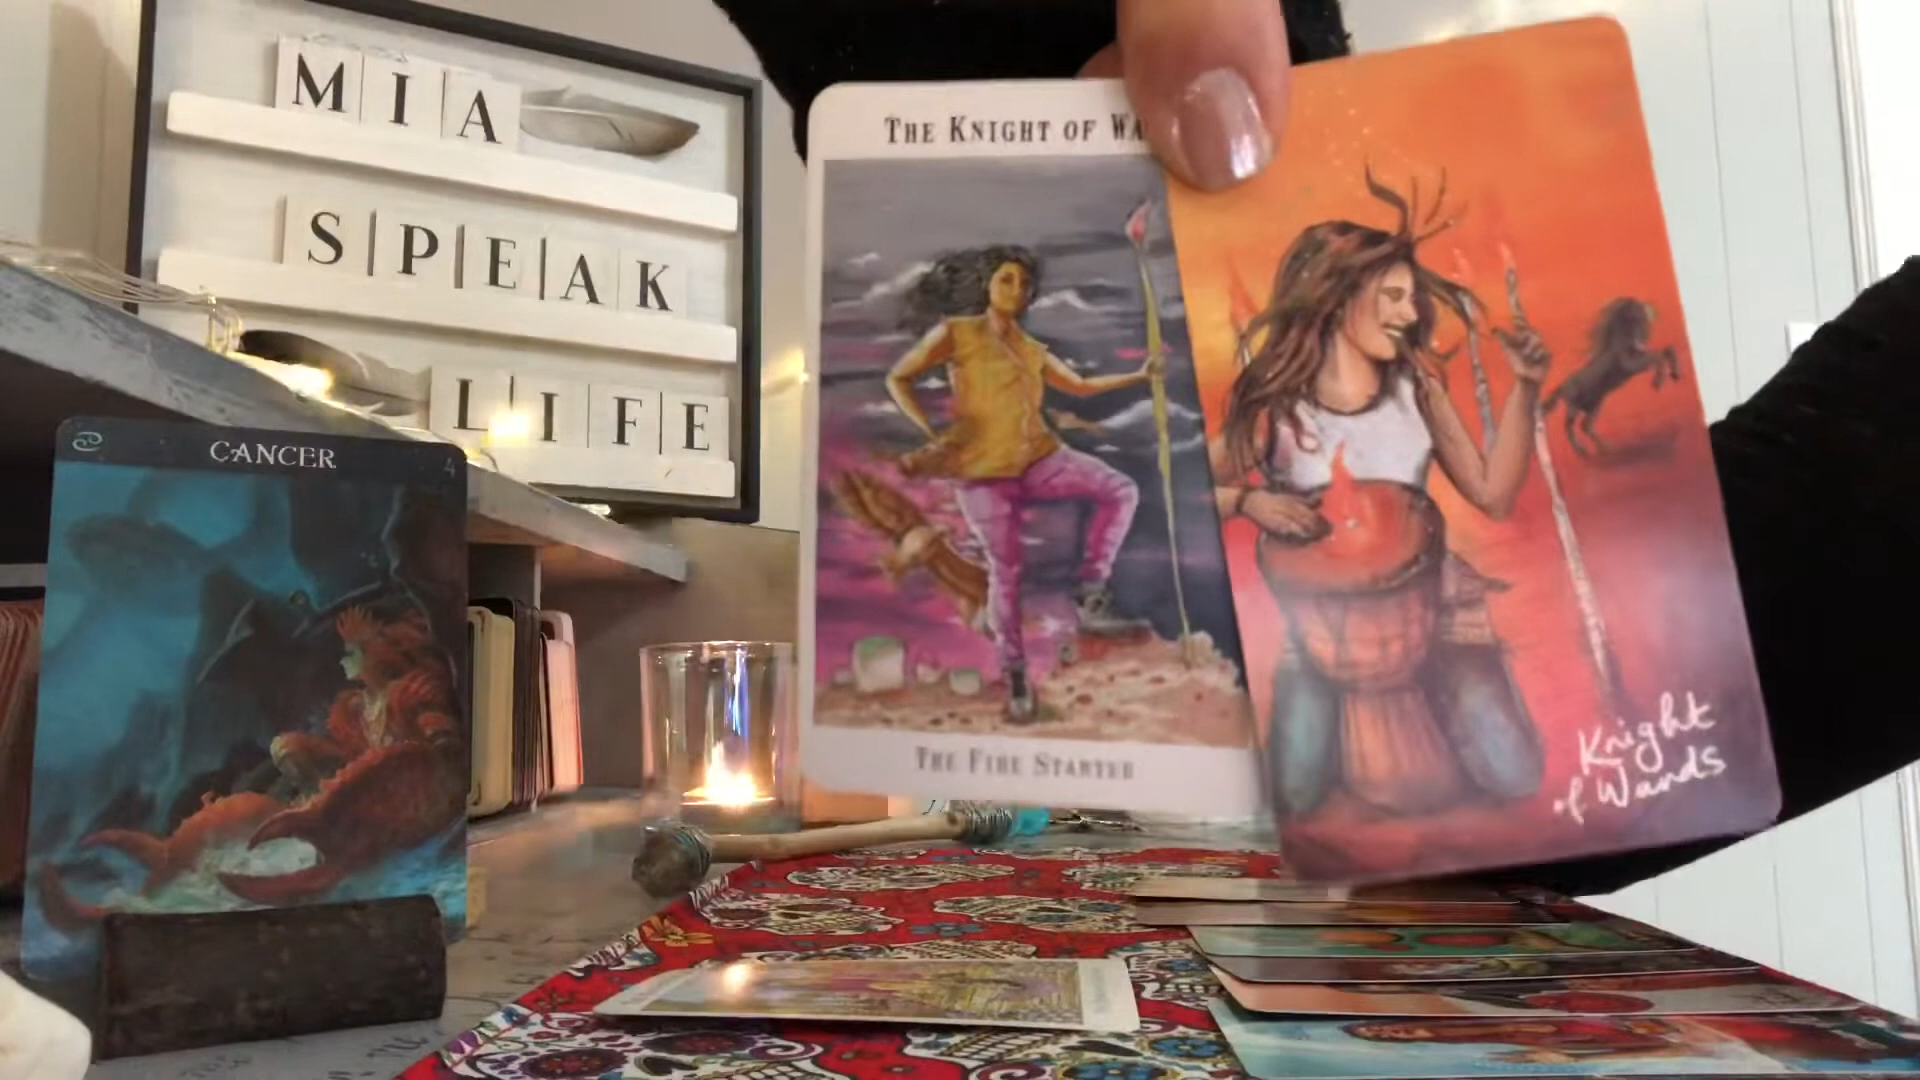 MIA
SPEAK
LIFE
CANCER
4
THE KNIGHT OF WA
THE FIRE STARTER
Knight
of Wands